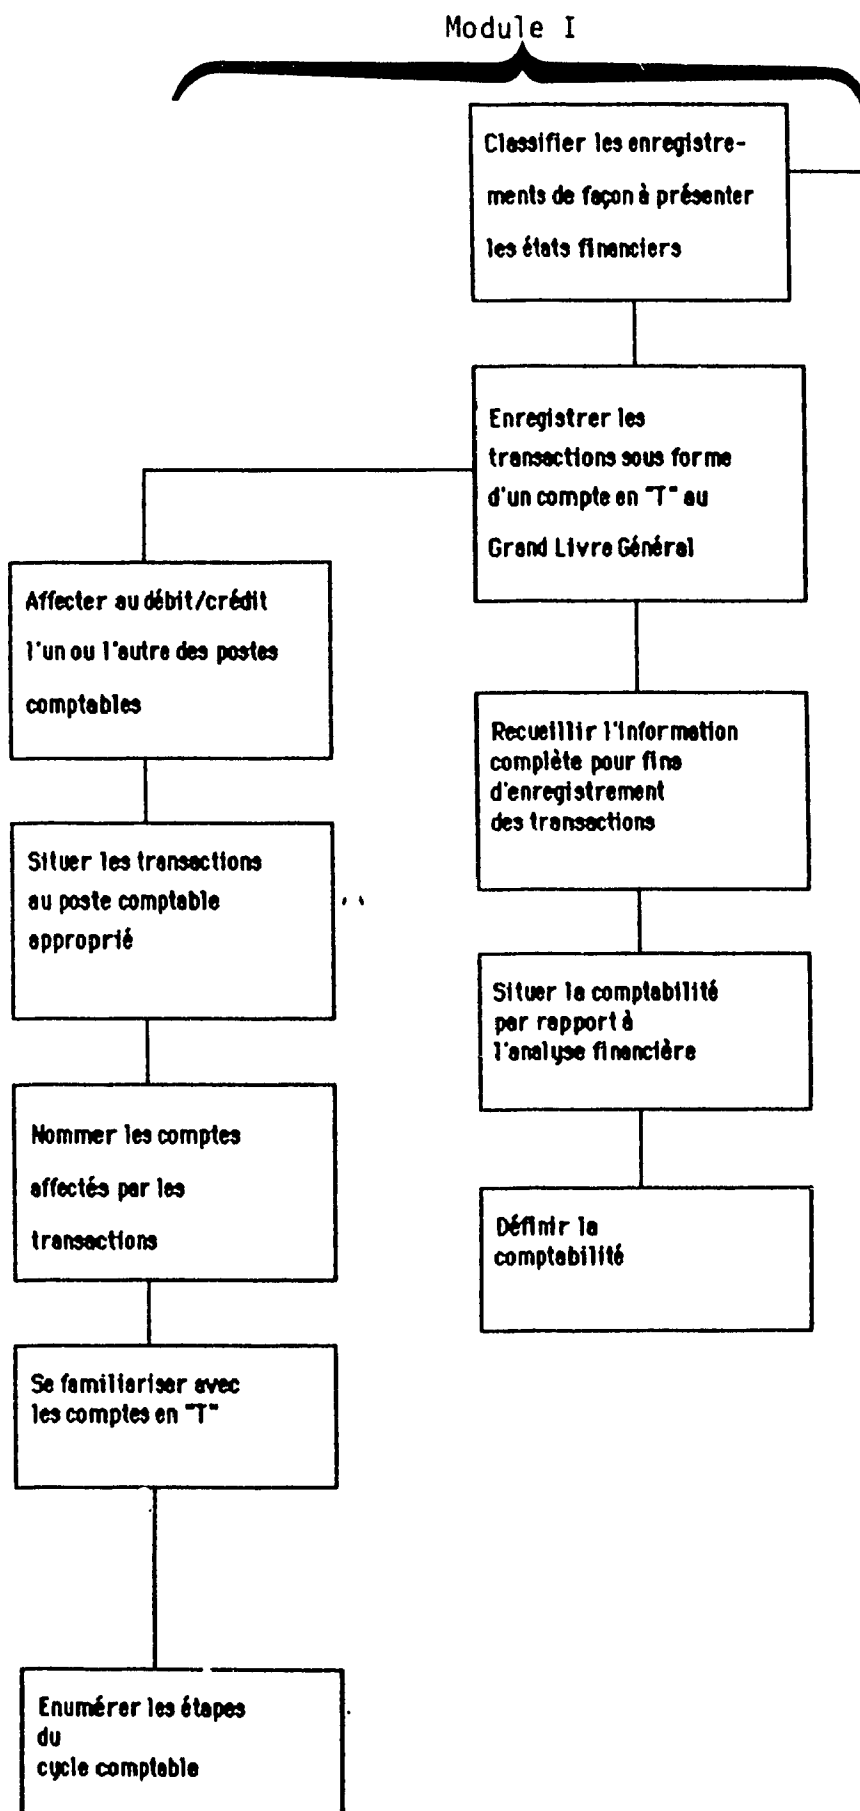 Module I
Classifier les enregistre-
ments de façon à présenter
les états financiers
Enregistrer les
transactions sous forme
d'un compte en "T" au
Grand Livre Général
Affecter au débit/crédit
l'un ou l'autre des postes
comptables
Recueillir l'information
complète pour fins
d'enregistrement
des transactions
Situer les transactions
au poste comptable
approprié
Situer la comptabilité
par rapport à
l'analyse financière
Nommer les comptes
affectés par les
transactions
Définir la
comptabilité
Se familiariser avec
les comptes en "T"
Enumérer les étapes
du
cycle comptable